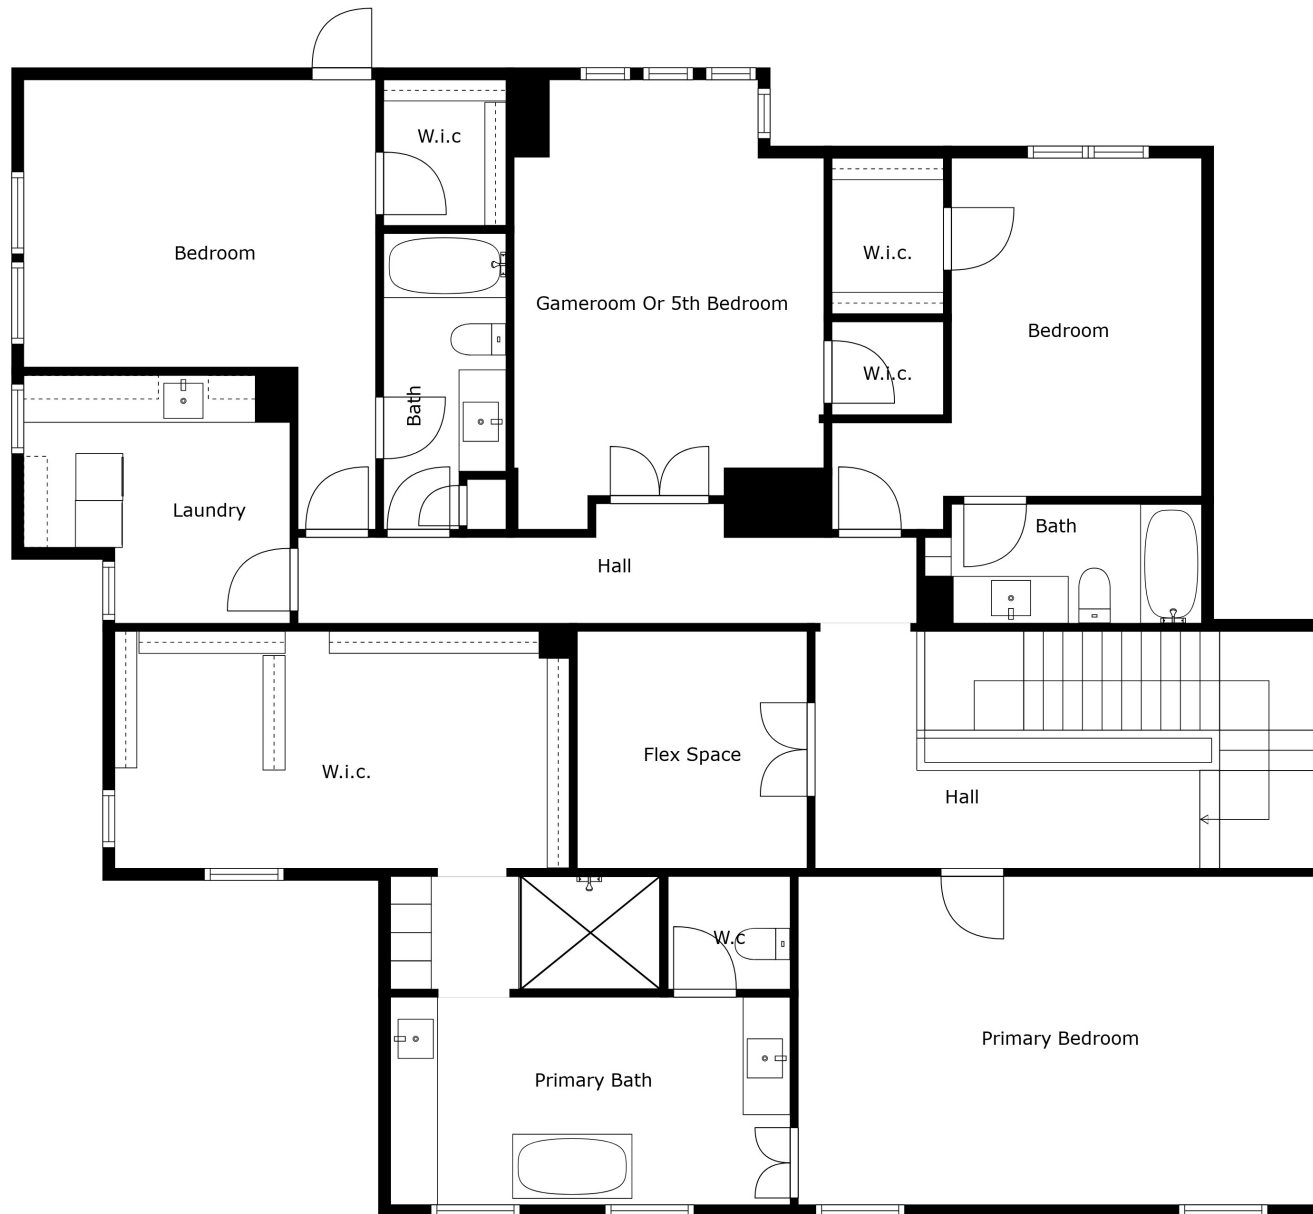 W.i.c
Bedroom
W.i.c.
Gameroom Or 5th Bedroom
Bedroom
W.i.c.
Bath
Laundry
Bath
Hall
Flex Space
W.i.c.
Hall
W.c
Primary Bedroom
Primary Bath